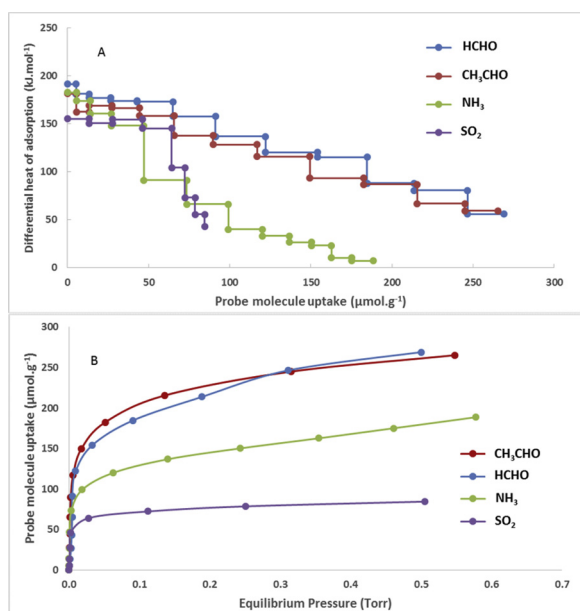 A
HCHO
CH₃CHO
NH₃
SO₂
Differential heat of adsorption (kJ.mol⁻¹)
250
200
150
100
50
0
0 50 100 150 200 250 300
Probe molecule uptake (µmol.g⁻¹)
B
CH₃CHO
HCHO
NH₃
SO₂
Probe molecule uptake (µmol.g⁻¹)
300
250
200
150
100
50
0
0.0 0.1 0.2 0.3 0.4 0.5 0.6 0.7
Equilibrium Pressure (Torr)